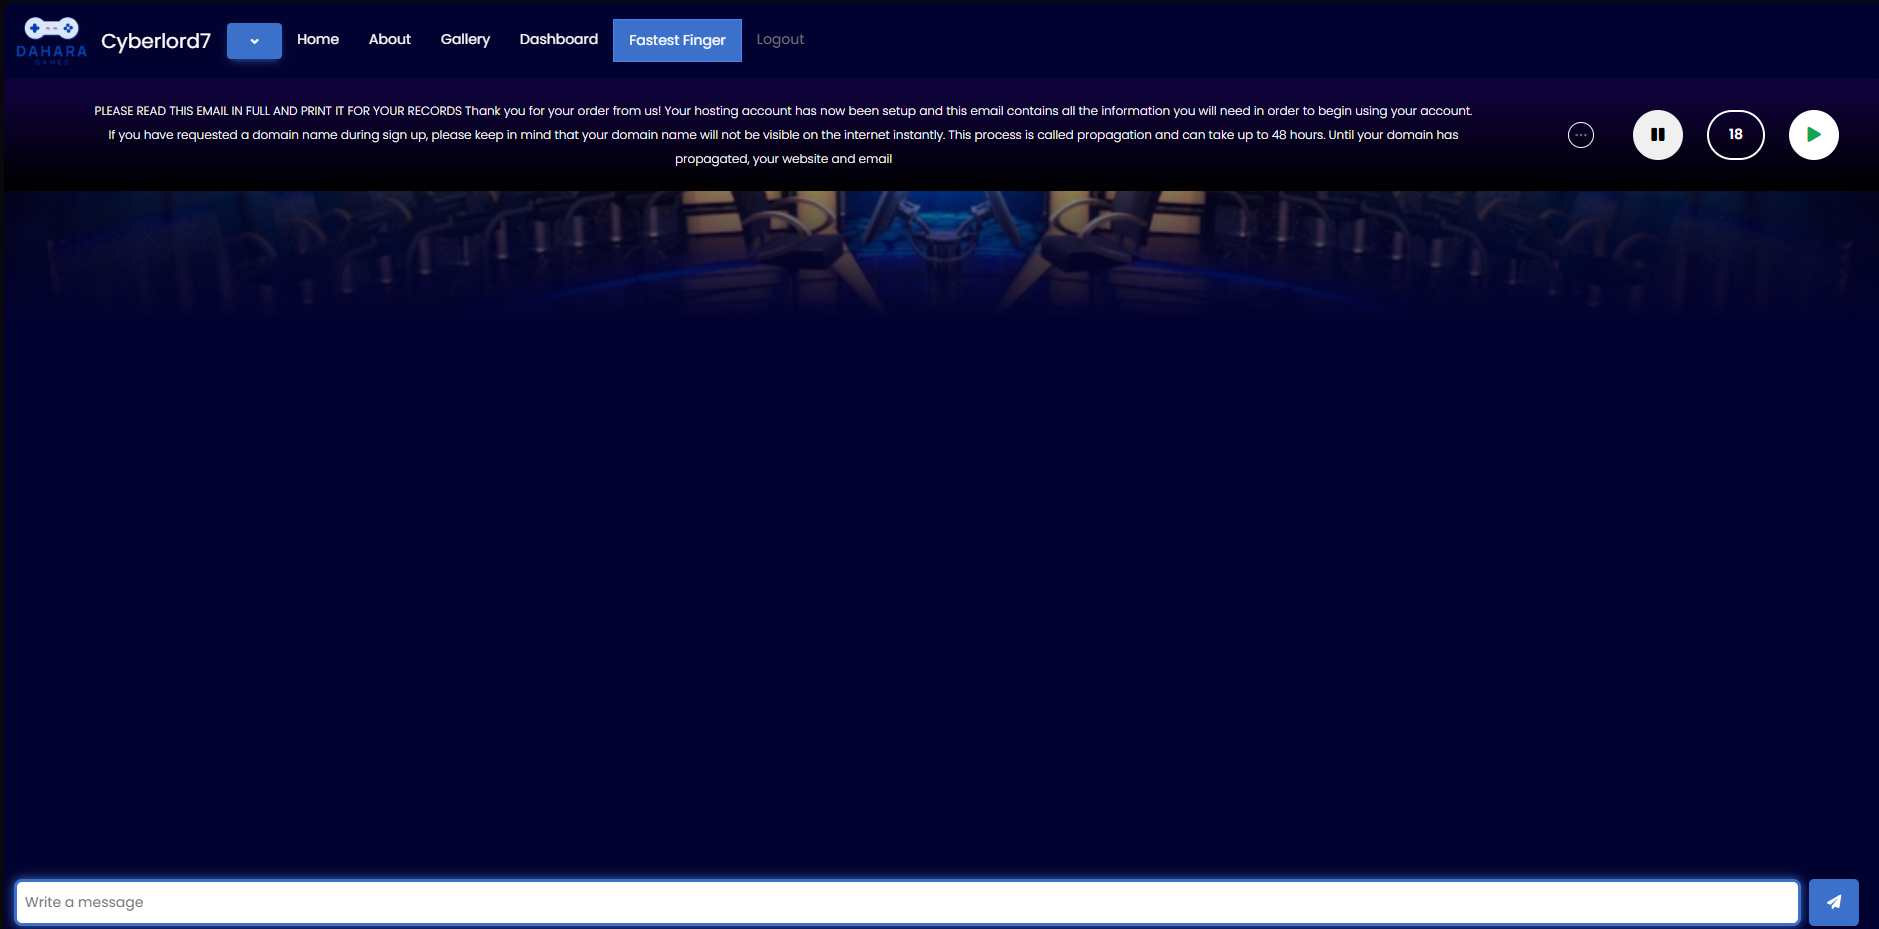 DAHARA
GAMES
Cyberlord7
Home
About
Gallery
Dashboard
Fastest Finger
Logout
PLEASE READ THIS EMAIL IN FULL AND PRINT IT FOR YOUR RECORDS Thank you for your order from us! Your hosting account has now been setup and this email contains all the information you will need in order to begin using your account.
If you have requested a domain name during sign up, please keep in mind that your domain name will not be visible on the internet instantly. This process is called propagation and can take up to 48 hours. Until your domain has
propagated, your website and email
18
Write a message